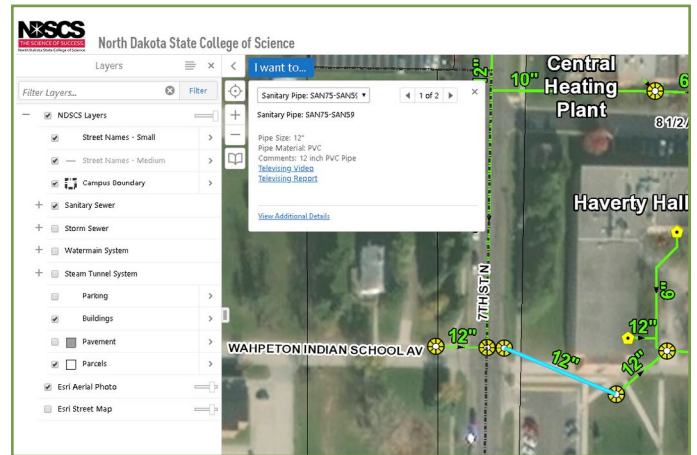 NDSCS
THE SCIENCE OF SUCCESS.
North Dakota State College of Science
North Dakota State College of Science
Layers
Filter Layers...
Filter
NDSCS Layers
Street Names - Small
Street Names - Medium
Campus Boundary
Sanitary Sewer
Storm Sewer
Watermain System
Steam Tunnel System
Parking
Buildings
Pavement
Parcels
Esri Aerial Photo
Esri Street Map
I want to...
Sanitary Pipe: SAN75-SAN59
1 of 2
Sanitary Pipe: SAN75-SAN59
Pipe Size: 12"
Pipe Material: PVC
Comments: 12 inch PVC Pipe
Televising Video
Televising Report
View Additional Details
10"
Central
Heating
Plant
6
8 1/2
Haverty Hall
6"
7TH ST N
WAHPETON INDIAN SCHOOL AV
12"
12"
12"
12"